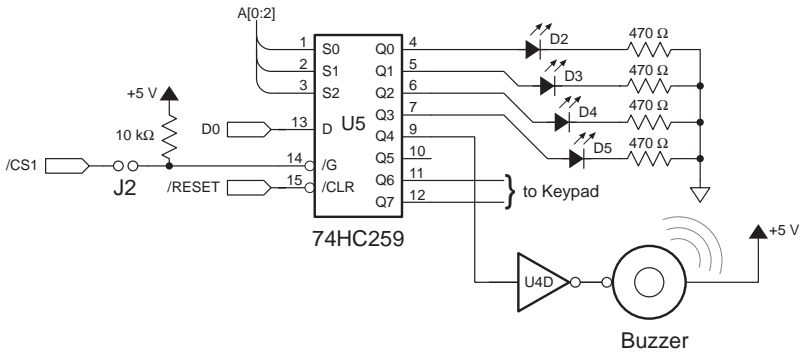 A[0:2]
1 S0 Q0 4 D2 470 Ω
2 S1 Q1 5 D3 470 Ω
3 S2 Q2 6 D4 470 Ω
+5 V
10 kΩ
D0 13 D U5 Q3 7 D5 470 Ω
Q4 9
/CS1 J2 14 /G Q5 10
/RESET 15 /CLR Q6 11
Q7 12
to Keypad
74HC259
+5 V
U4D
Buzzer